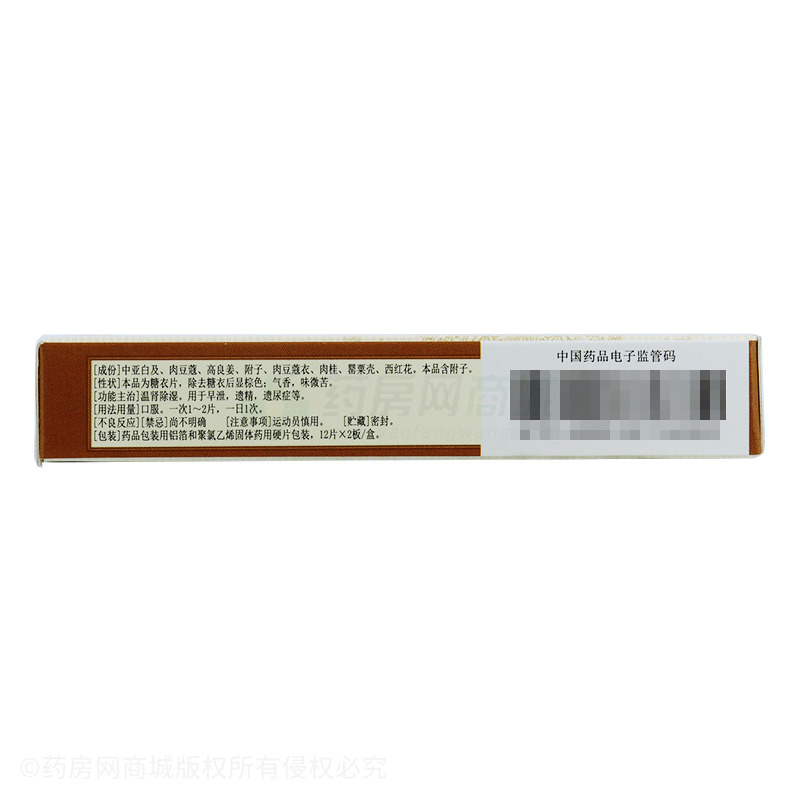 [成份]中亚白及、肉豆蔻、高良姜、附子、肉豆蔻衣、肉桂、罂粟壳、西红花。本品含附子。
[性状]本品为糖衣片,除去糖衣后显棕色;气香,味微苦。
[功能主治]温肾除湿。用于早泄,遗精,遗尿症等。
[用法用量]口服。一次1~2片,一日1次。
[不良反应][禁忌]尚不明确 [注意事项]运动员慎用。 [贮藏]密封。
[包装]药品包装用铝箔和聚氯乙烯固体药用硬片包装,12片×2板/盒。
中国药品电子监管码
药房网商城
©药房网商城版权所有侵权必究